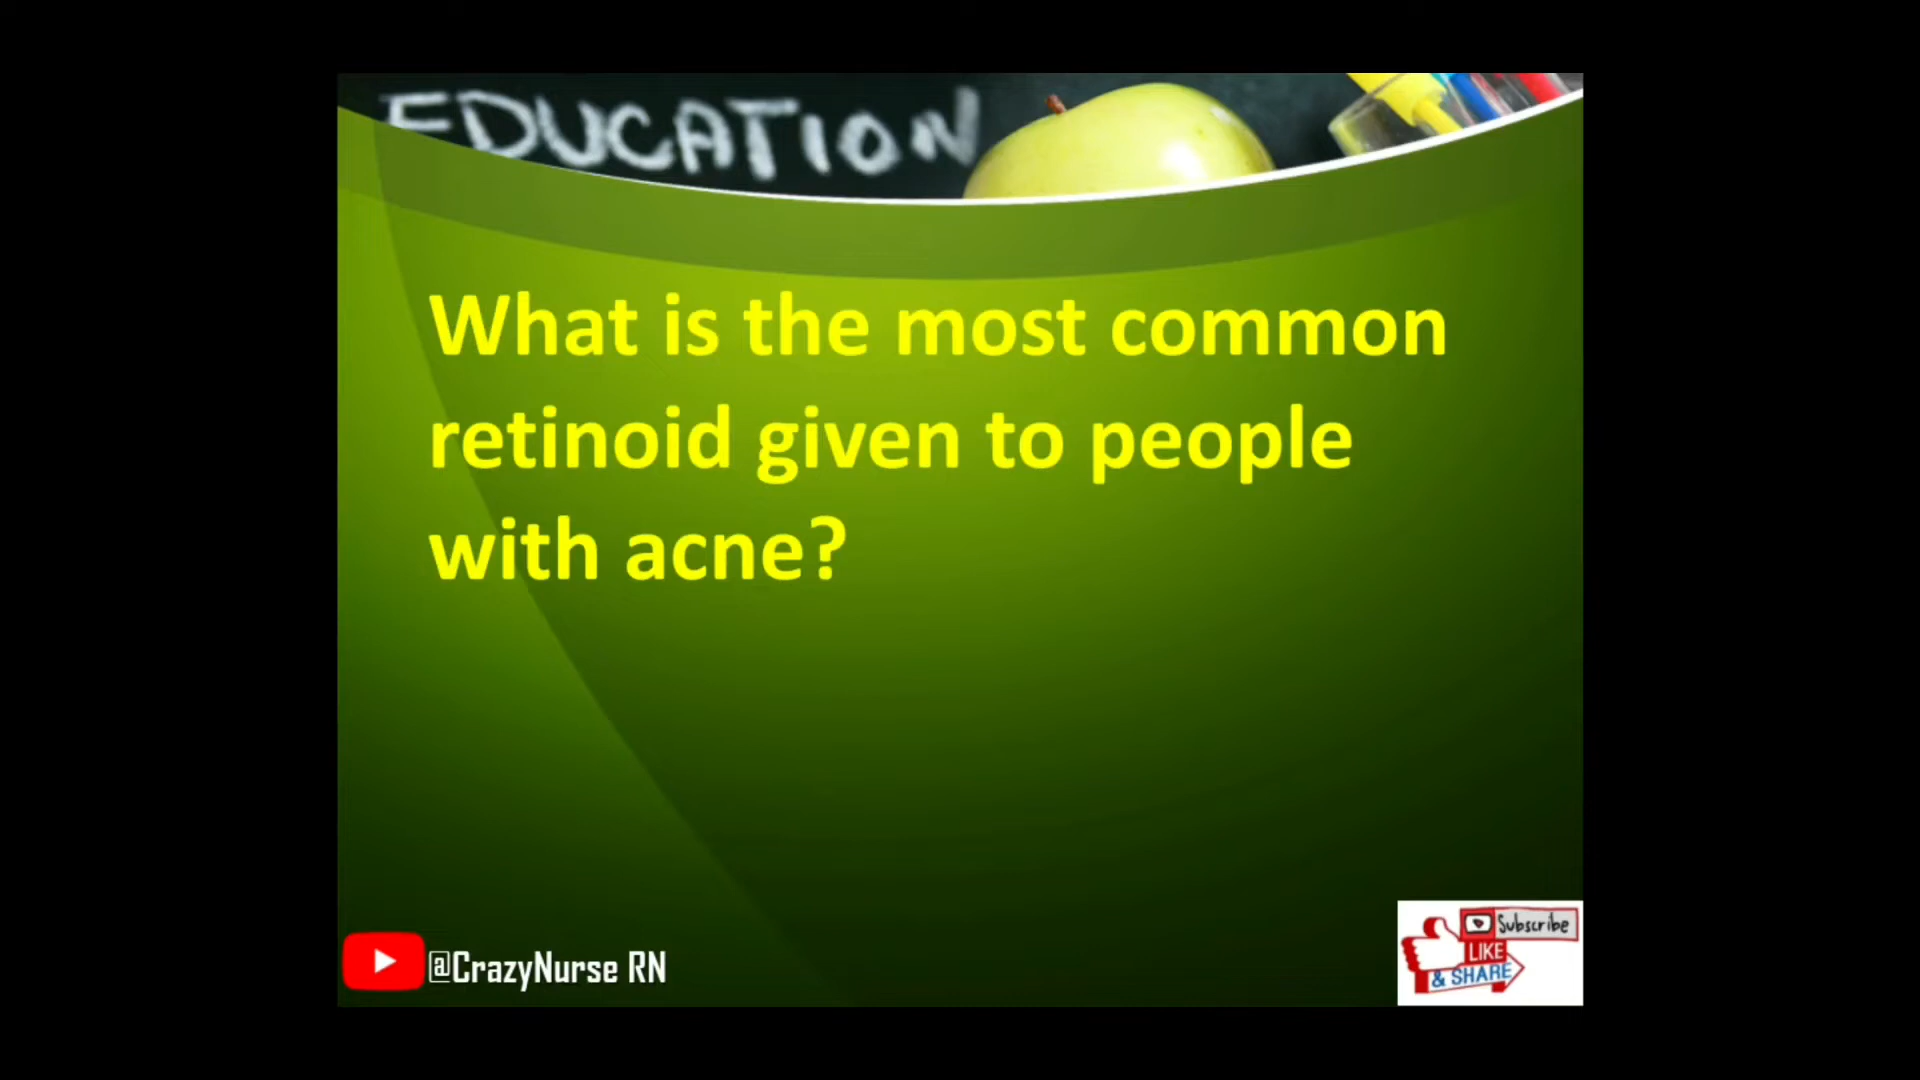 EDUCATION
What is the most common
retinoid given to people
with acne?
@CrazyNurse RN
Subscribe
LIKE
& SHARE